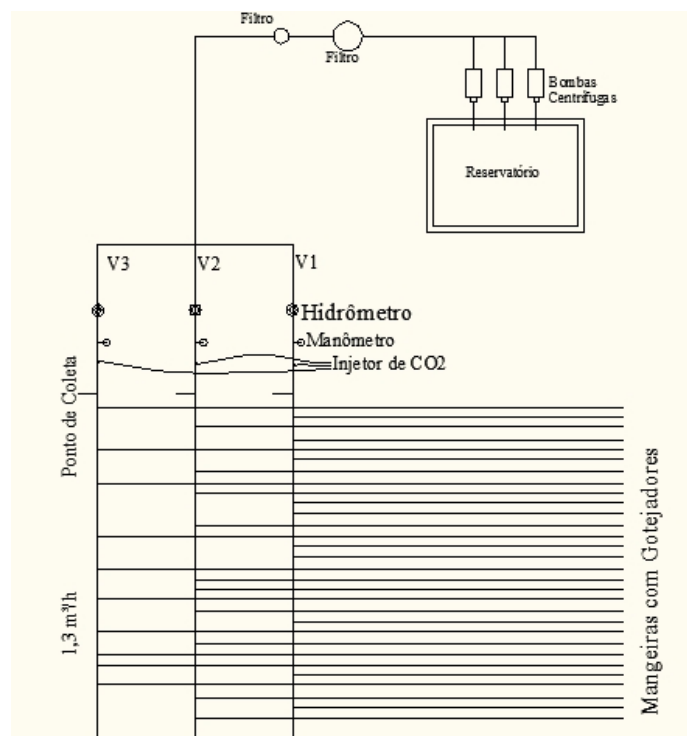 Filtro
Filtro
Bombas
Centrífugas
Reservatório
V3
V2
V1
Hidrômetro
Manômetro
Injetor de CO2
Ponto de Coleta
1,3 m³/h
Mangeiras com Gotejadores